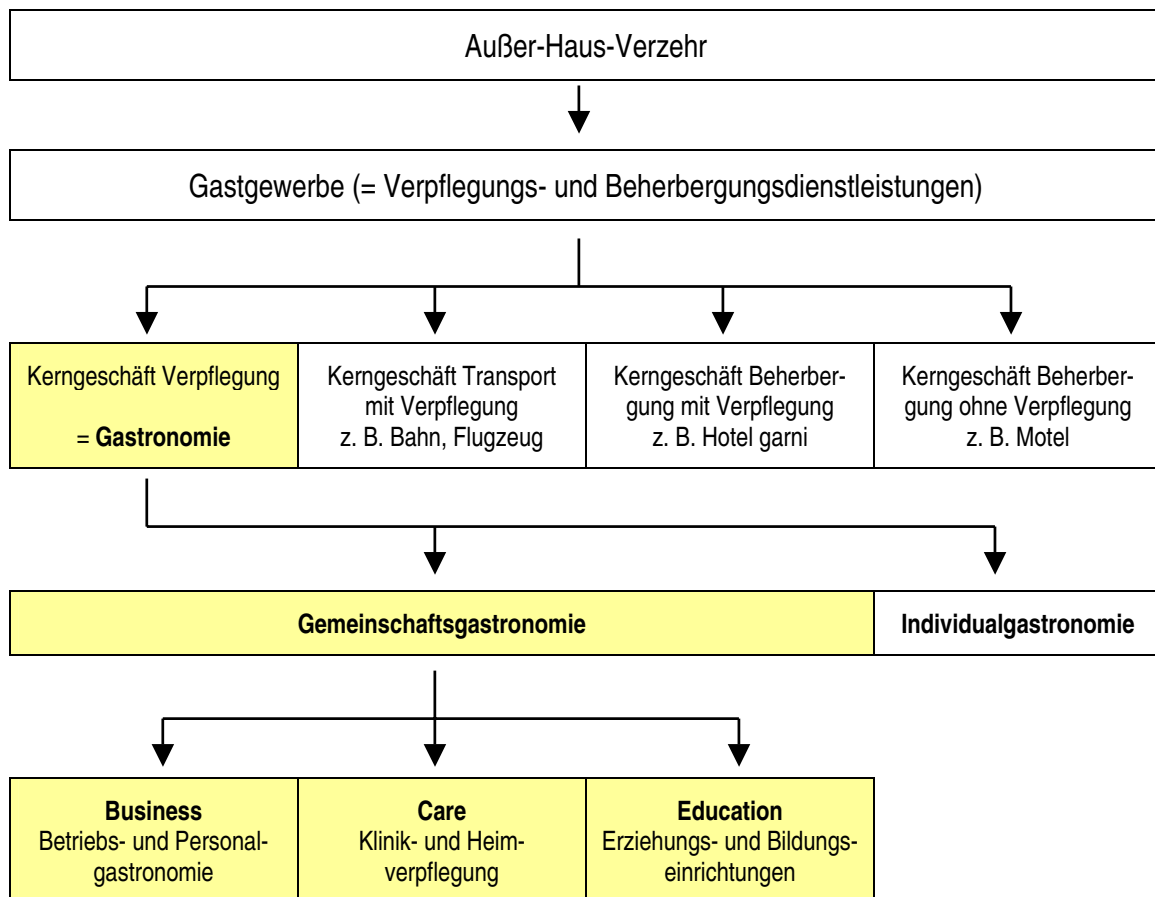 Außer-Haus-Verzehr
Gastgewerbe (= Verpflegungs- und Beherbergungsdienstleistungen)
Kerngeschäft Verpflegung
= Gastronomie
Kerngeschäft Transport
mit Verpflegung
z. B. Bahn, Flugzeug
Kerngeschäft Beherber-
gung mit Verpflegung
z. B. Hotel garni
Kerngeschäft Beherber-
gung ohne Verpflegung
z. B. Motel
Gemeinschaftsgastronomie
Individualgastronomie
Business
Betriebs- und Personal-
gastronomie
Care
Klinik- und Heim-
verpflegung
Education
Erziehungs- und Bildungs-
einrichtungen